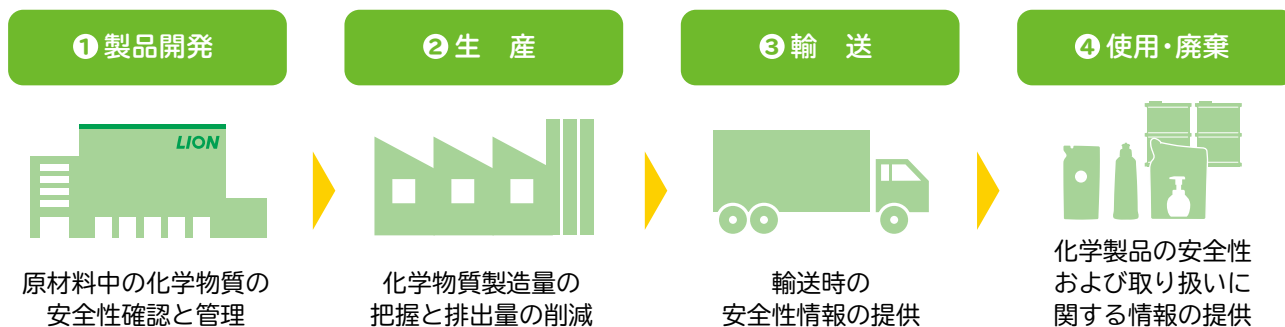 ❶製品開発
❷生　産
❸輸　送
❹使用・廃棄
LION
原材料中の化学物質の
安全性確認と管理
化学物質製造量の
把握と排出量の削減
輸送時の
安全性情報の提供
化学製品の安全性
および取り扱いに
関する情報の提供